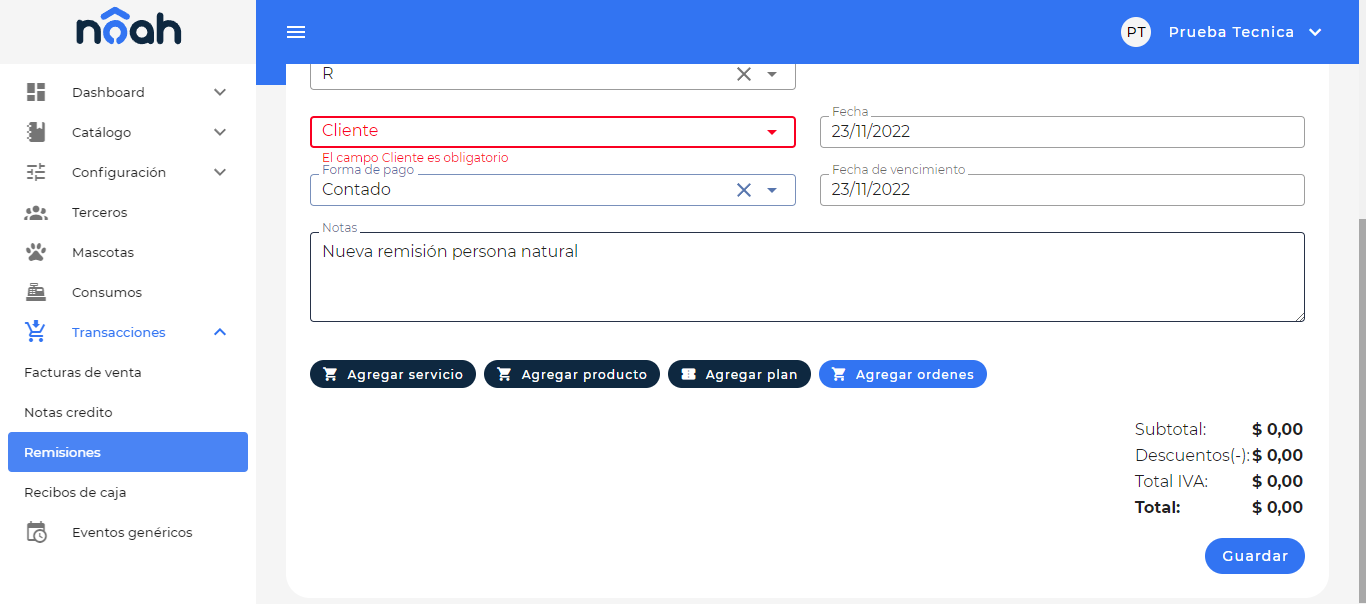 nôah
PT Prueba Tecnica
Dashboard
Catálogo
Configuración
Terceros
Mascotas
Consumos
Transacciones
Facturas de venta
Notas credito
Remisiones
Recibos de caja
Eventos genéricos
R
Cliente
El campo Cliente es obligatorio
Fecha
23/11/2022
Forma de pago
Contado
Fecha de vencimiento
23/11/2022
Notas
Nueva remisión persona natural
Agregar servicio
Agregar producto
Agregar plan
Agregar ordenes
Subtotal: $ 0,00
Descuentos(-): $ 0,00
Total IVA: $ 0,00
Total: $ 0,00
Guardar